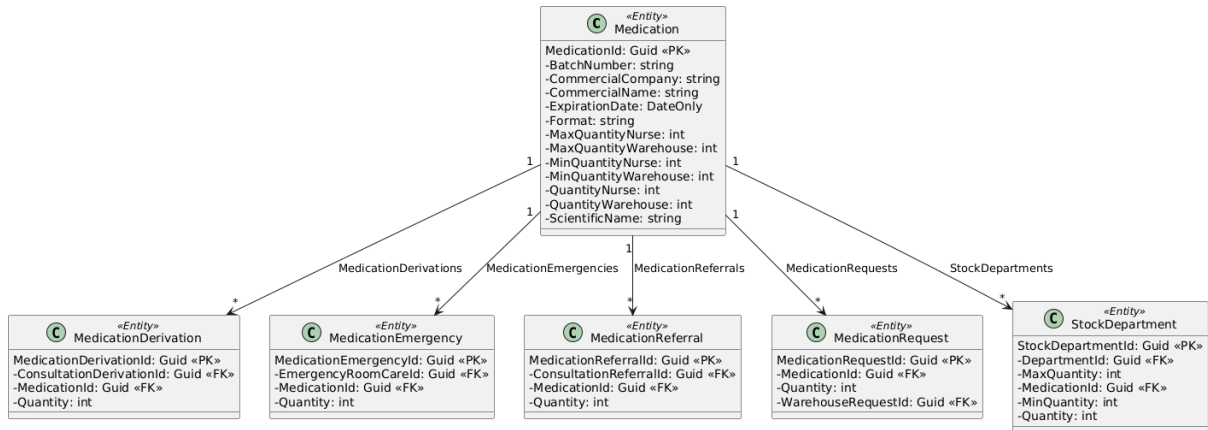 «Entity»
C Medication
MedicationId: Guid «PK»
-BatchNumber: string
-CommercialCompany: string
-CommercialName: string
-ExpirationDate: DateOnly
-Format: string
-MaxQuantityNurse: int
-MaxQuantityWarehouse: int
-MinQuantityNurse: int
-MinQuantityWarehouse: int
-QuantityNurse: int
-QuantityWarehouse: int
-ScientificName: string
1 1
1 1
1
MedicationDerivations MedicationEmergencies MedicationReferrals MedicationRequests StockDepartments
* * * * *
«Entity»
C MedicationDerivation
MedicationDerivationId: Guid «PK»
-ConsultationDerivationId: Guid «FK»
-MedicationId: Guid «FK»
-Quantity: int
«Entity»
C MedicationEmergency
MedicationEmergencyId: Guid «PK»
-EmergencyRoomCareId: Guid «FK»
-MedicationId: Guid «FK»
-Quantity: int
«Entity»
C MedicationReferral
MedicationReferralId: Guid «PK»
-ConsultationReferralId: Guid «FK»
-MedicationId: Guid «FK»
-Quantity: int
«Entity»
C MedicationRequest
MedicationRequestId: Guid «PK»
-MedicationId: Guid «FK»
-Quantity: int
-WarehouseRequestId: Guid «FK»
«Entity»
C StockDepartment
StockDepartmentId: Guid «PK»
-DepartmentId: Guid «FK»
-MaxQuantity: int
-MedicationId: Guid «FK»
-MinQuantity: int
-Quantity: int